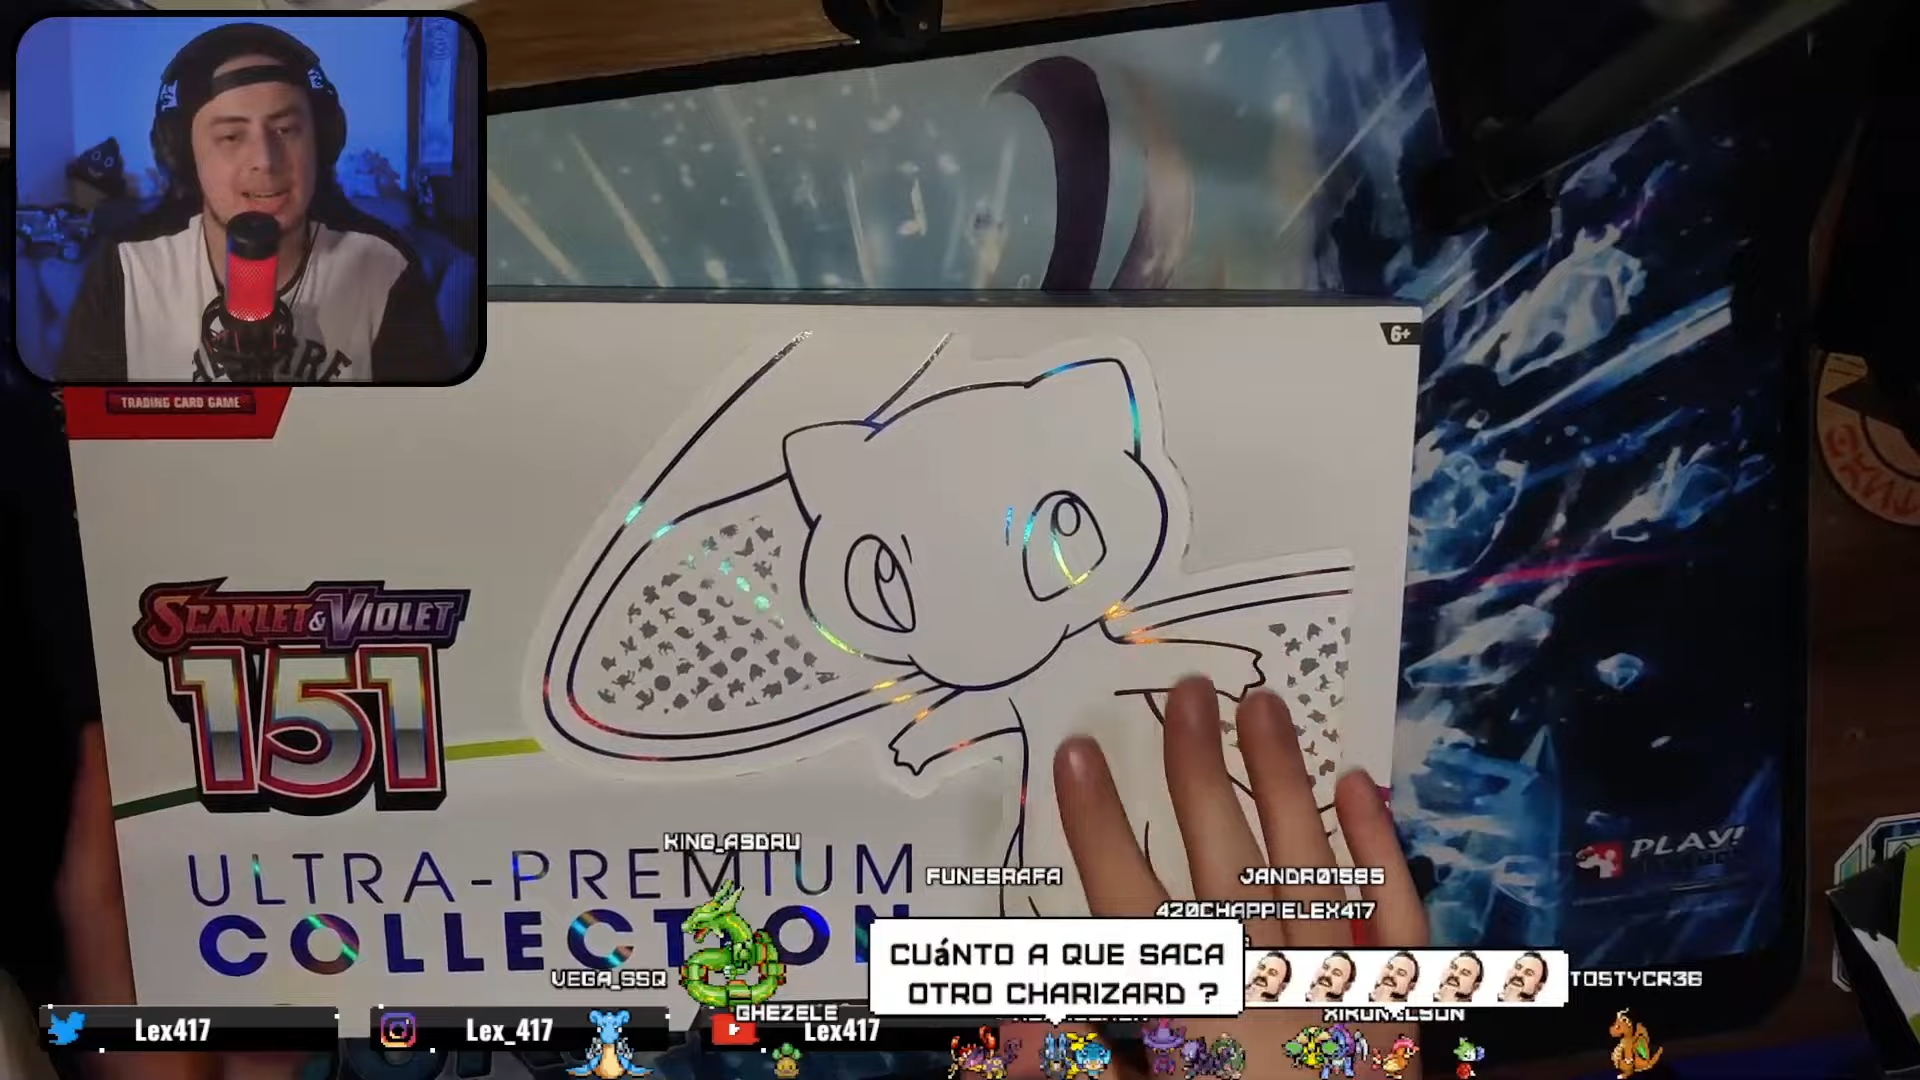 TRADING CARD GAME
6+
SCARLET & VIOLET
151
ULTRA-PREMIUM
COLLECTION
PLAY!
KING_ASDRU
FUNESRAFA
JANDR01595
420CHAPPIELEX417
CUáNTO A QUE SACA
OTRO CHARIZARD ?
VEGA_SSQ
TOSTYCR36
GHEZELE
Lex417
Lex_417
Lex417